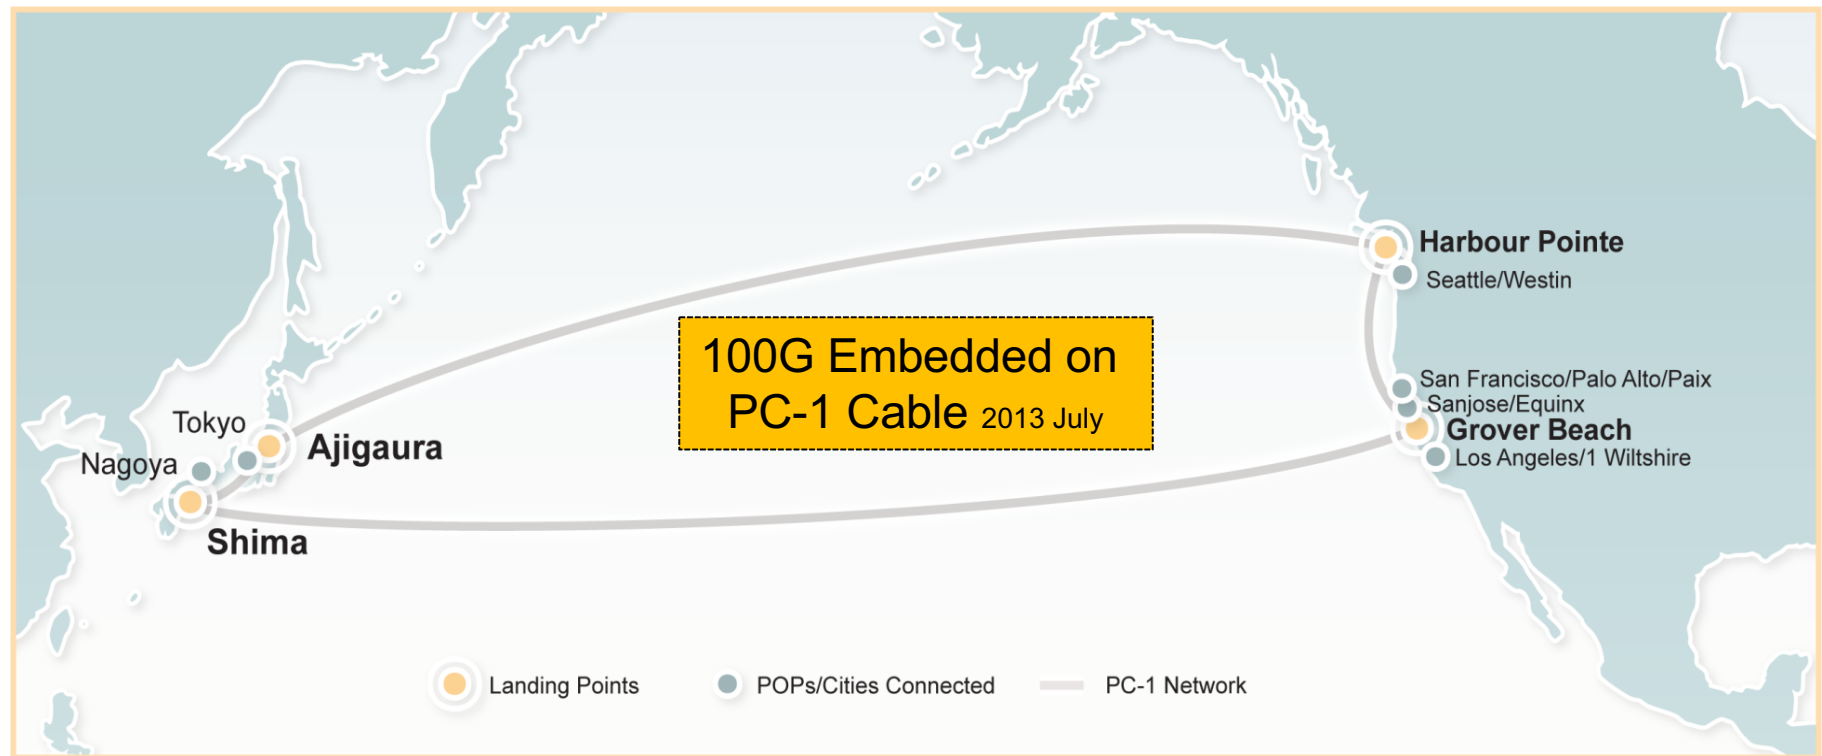 Harbour Pointe
Seattle/Westin
100G Embedded on
PC-1 Cable 2013 July
San Francisco/Palo Alto/Paix
Sanjose/Equinx
Grover Beach
Los Angeles/1 Wiltshire
Tokyo
Ajigaura
Nagoya
Shima
Landing Points
POPs/Cities Connected
PC-1 Network